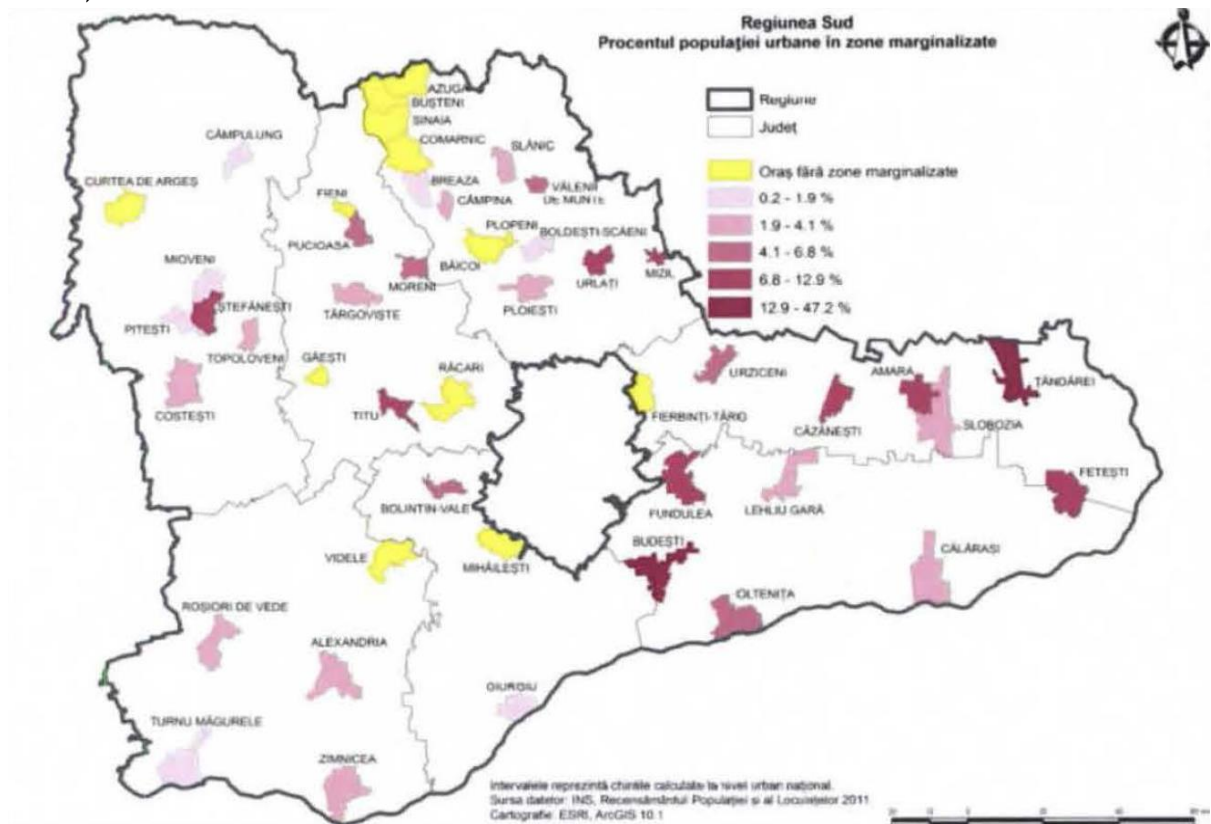 Regiunea Sud
Procentul populației urbane în zone marginalizate
Regiune
Județ
Oraș fără zone marginalizate
0.2 - 1.9 %
1.9 - 4.1 %
4.1 - 6.8 %
6.8 - 12.9 %
12.9 - 47.2 %
AZUGA
BUȘTENI
SINAIA
COMARNIC
CÂMPULUNG
SLĂNIC
CURTEA DE ARGEȘ
BREAZA
VĂLENII
DE MUNTE
FIENI
CÂMPINA
PLOPENI
BOLDEȘTI-SCĂENI
PUCIOASA
MIOVENI
BĂICOI
MIZIL
MORENI
URLAȚI
ȘTEFĂNEȘTI
TÂRGOVIȘTE
PLOIEȘTI
PITEȘTI
TOPOLOVENI
GĂEȘTI
RĂCARI
URZICENI
AMARA
ȚĂNDĂREI
COSTEȘTI
TITU
FIERBINȚI-TÂRG
CĂZĂNEȘTI
SLOBOZIA
FETEȘTI
BOLINTIN-VALE
FUNDULEA
LEHLIU GARĂ
BUDEȘTI
VIDELE
MIHĂILEȘTI
CĂLĂRAȘI
OLTENIȚA
ROȘIORI DE VEDE
ALEXANDRIA
GIURGIU
TURNU MĂGURELE
ZIMNICEA
Intervalele reprezintă chintile calculate la nivel urban național.
Sursa datelor: INS, Recensământul Populației și al Locuințelor 2011
Cartografie: ESRI, ArcGIS 10.1